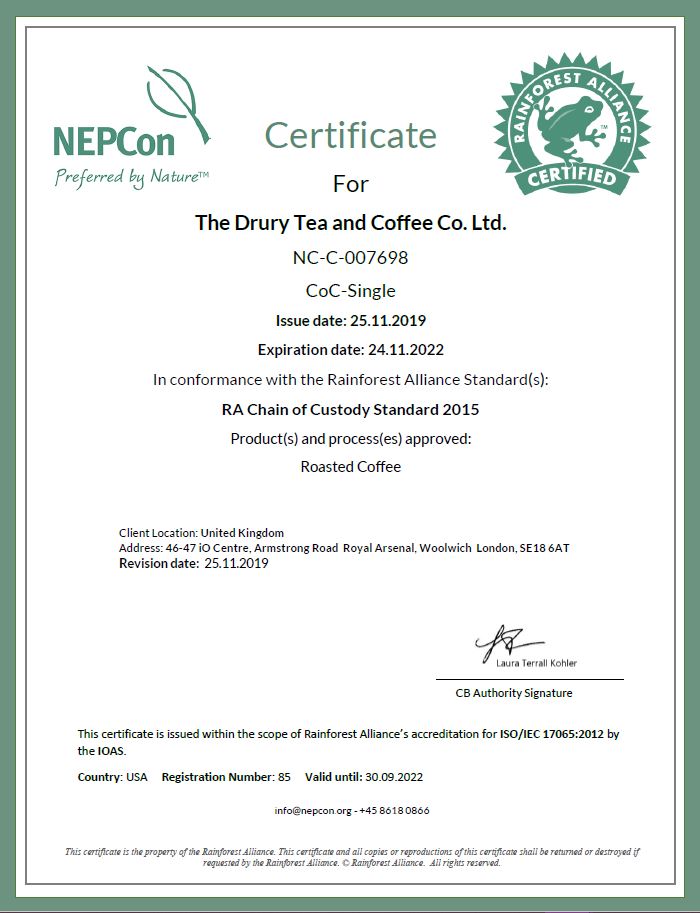 NEPCon
Preferred by Nature™
RAINFOREST ALLIANCE
TM
CERTIFIED
Certificate
For
The Drury Tea and Coffee Co. Ltd.
NC-C-007698
CoC-Single
Issue date: 25.11.2019
Expiration date: 24.11.2022
In conformance with the Rainforest Alliance Standard(s):
RA Chain of Custody Standard 2015
Product(s) and process(es) approved:
Roasted Coffee
Client Location: United Kingdom
Address: 46-47 iO Centre, Armstrong Road Royal Arsenal, Woolwich London, SE18 6AT
Revision date: 25.11.2019
Laura Terrall Kohler
CB Authority Signature
This certificate is issued within the scope of Rainforest Alliance's accreditation for ISO/IEC 17065:2012 by
the IOAS.
Country: USA Registration Number: 85 Valid until: 30.09.2022
info@nepcon.org - +45 8618 0866
This certificate is the property of the Rainforest Alliance. This certificate and all copies or reproductions of this certificate shall be returned or destroyed if
requested by the Rainforest Alliance. © Rainforest Alliance. All rights reserved.